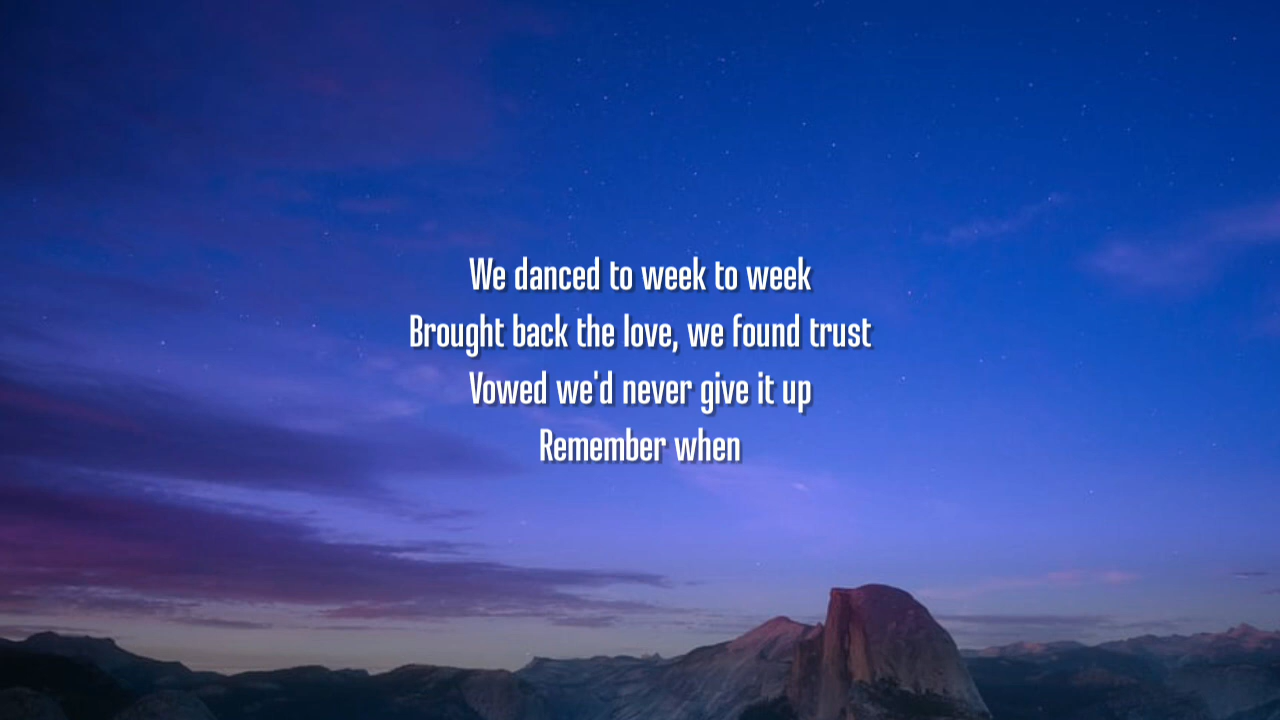 We danced to week to week
Brought back the love, we found trust
Vowed we'd never give it up
Remember when